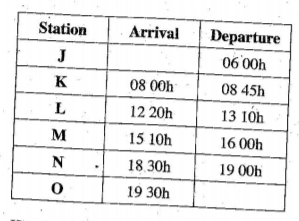 Station Arrival Departure
J 06 00h
K 08 00h 08 45h
L 12 20h 13 10h
M 15 10h 16 00h
N 18 30h 19 00h
O 19 30h